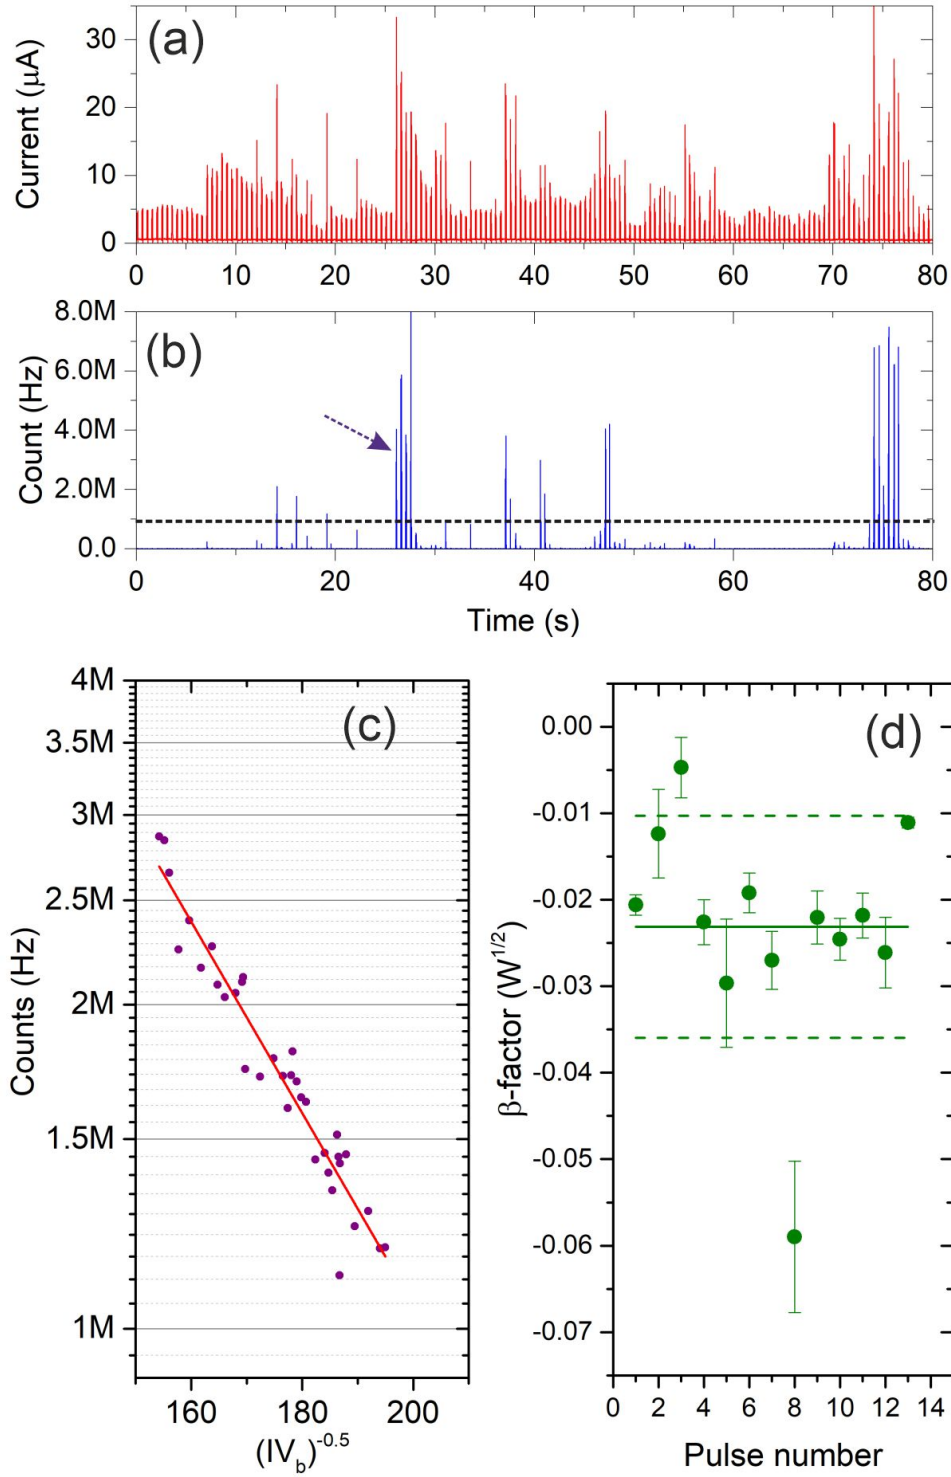 (a)
Current (μA)
30
20
10
0
0 10 20 30 40 50 60 70 80
(b)
Count (Hz)
8.0M
6.0M
4.0M
2.0M
0.0
0 20 40 60 80
Time (s)
(c)
Counts (Hz)
4M
3.5M
3M
2.5M
2M
1.5M
1M
160 180 200
(IV_b)^-0.5
(d)
β-factor (W^1/2)
0.00
-0.01
-0.02
-0.03
-0.04
-0.05
-0.06
-0.07
0 2 4 6 8 10 12 14
Pulse number